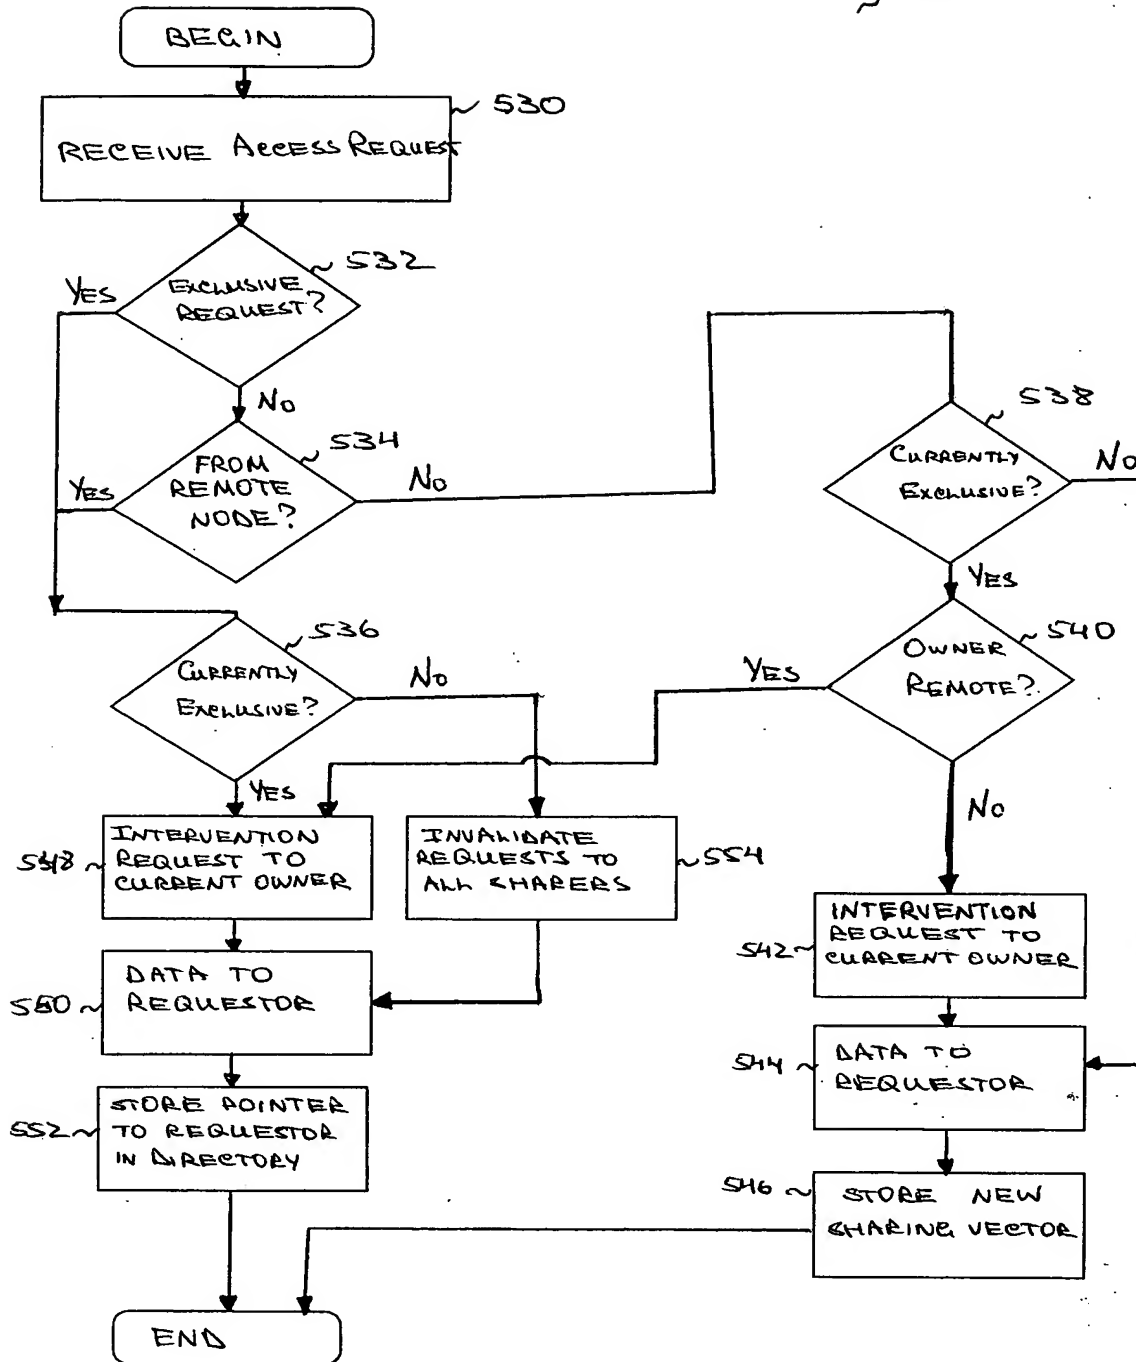 BEGIN
530
RECEIVE ACCESS REQUEST
532
YES
EXCLUSIVE
REQUEST?
No
534
538
FROM
REMOTE
NODE?
YES
No
CURRENTLY
EXCLUSIVE?
No
YES
536
540
CURRENTLY
EXCLUSIVE?
No
YES
OWNER
REMOTE?
YES
No
548
INTERVENTION
REQUEST TO
CURRENT OWNER
INVALIDATE
REQUESTS TO
ALL SHARERS
554
542
INTERVENTION
REQUEST TO
CURRENT OWNER
550
DATA TO
REQUESTOR
544
DATA TO
REQUESTOR
552
STORE POINTER
TO REQUESTOR
IN DIRECTORY
546
STORE NEW
SHARING VECTOR
END